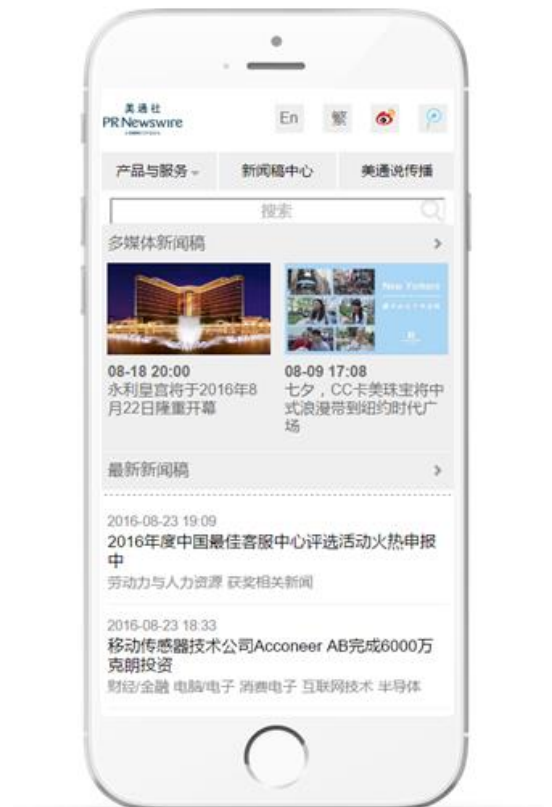 美通社
PR Newswire
En
繁
产品与服务
新闻稿中心
美通说传播
搜索
多媒体新闻稿
New Yorkers
08-18 20:00
永利皇宫将于2016年8
月22日隆重开幕
08-09 17:08
七夕，CC卡美珠宝将中
式浪漫带到纽约时代广
场
最新新闻稿
2016-08-23 19:09
2016年度中国最佳客服中心评选活动火热申报
中
劳动力与人力资源 获奖相关新闻
2016-08-23 18:33
移动传感器技术公司Acconeer AB完成6000万
克朗投资
财经/金融 电脑/电子 消费电子 互联网技术 半导体